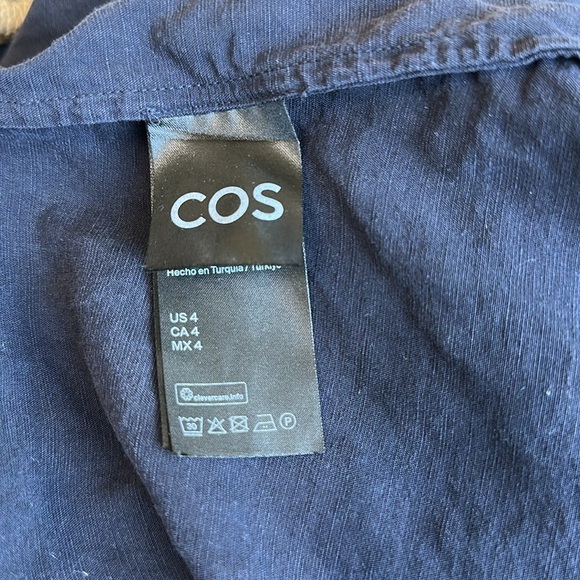 COS
Hecho en Turquía / Türkiye
US 4
CA 4
MX 4
clevercare.info
30
P